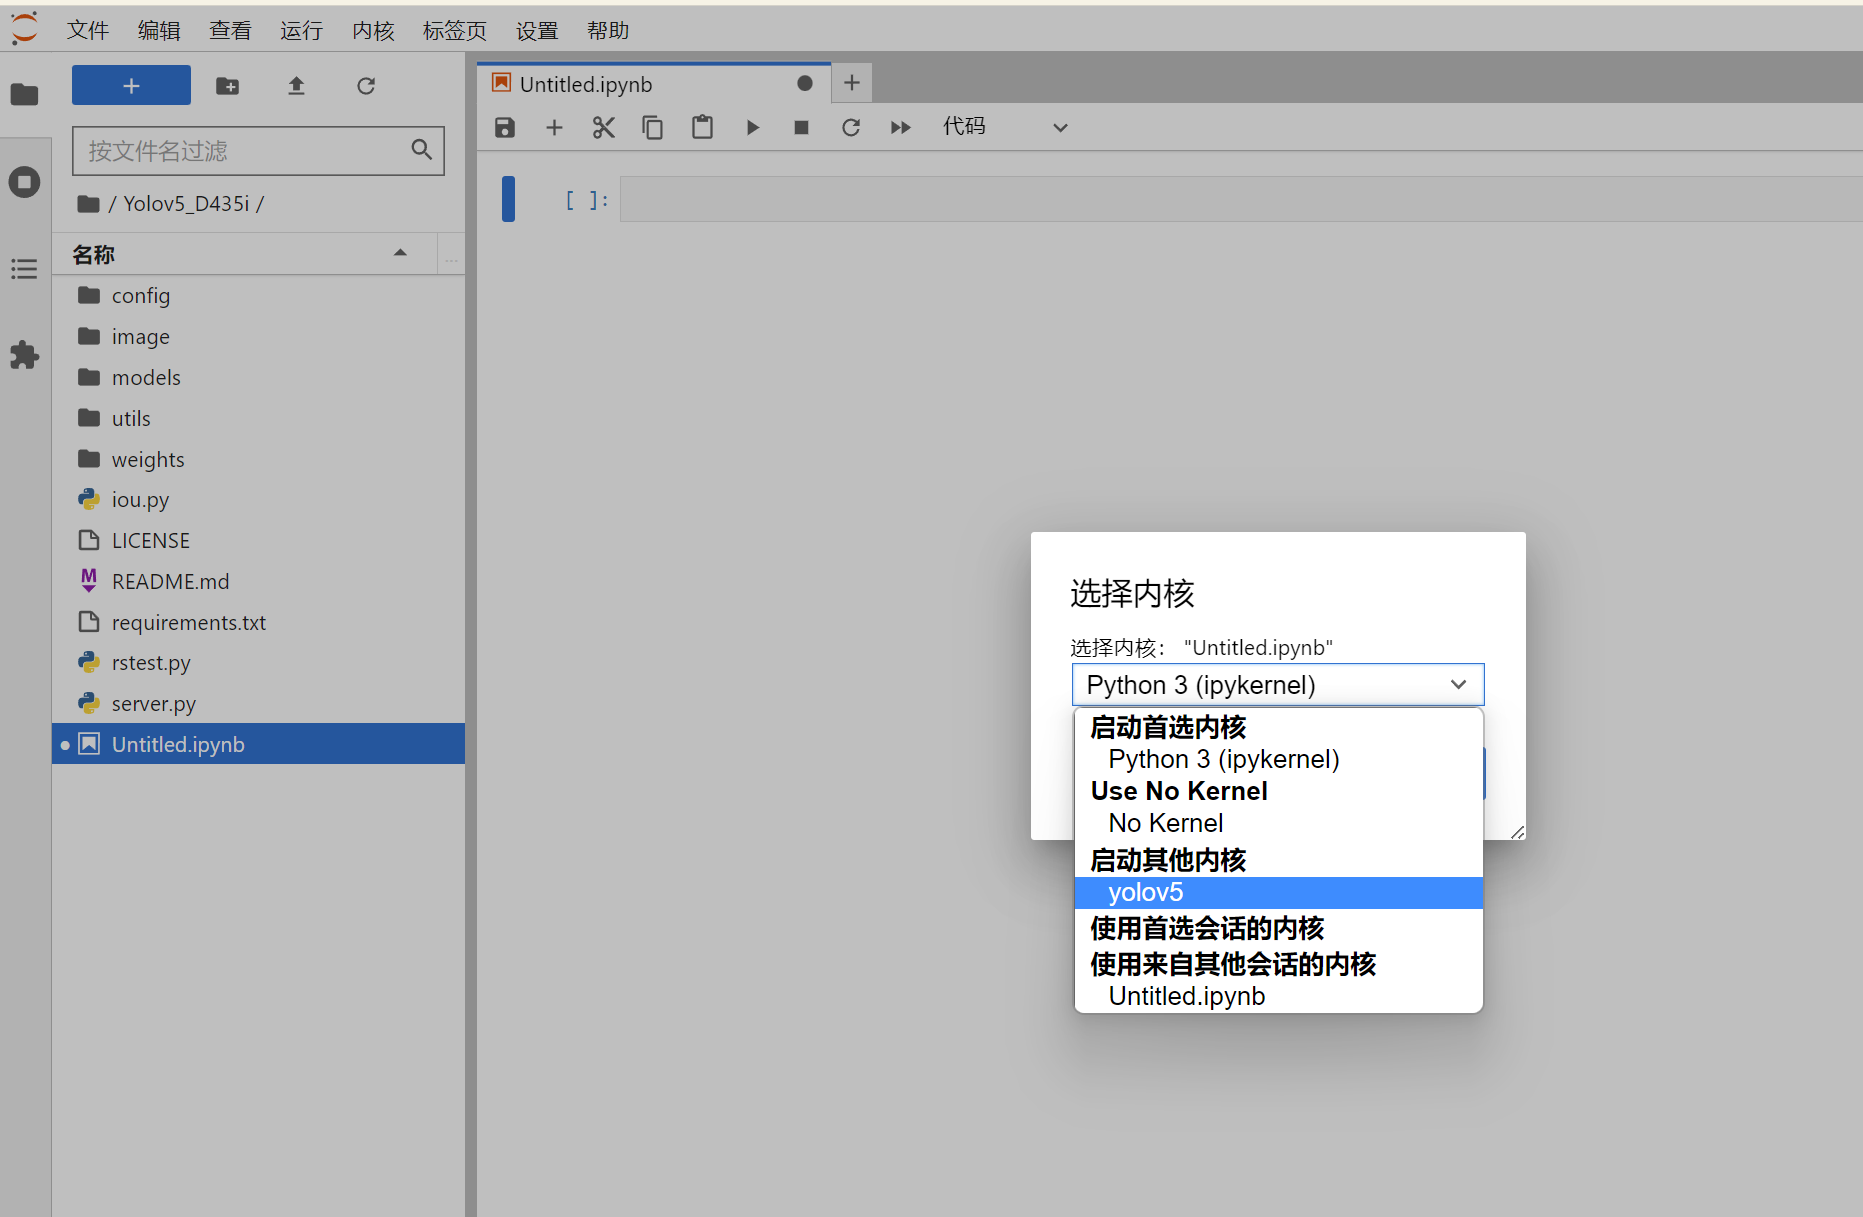 文件 编辑 查看 运行 内核 标签页 设置 帮助
Untitled.ipynb
代码
按文件名过滤
/ Yolov5_D435i /
[ ]:
名称 ...
config
image
models
utils
weights
iou.py
LICENSE
README.md
requirements.txt
rstest.py
server.py
Untitled.ipynb
选择内核
选择内核： "Untitled.ipynb"
Python 3 (ipykernel)
启动首选内核
Python 3 (ipykernel)
Use No Kernel
No Kernel
启动其他内核
yolov5
使用首选会话的内核
使用来自其他会话的内核
Untitled.ipynb